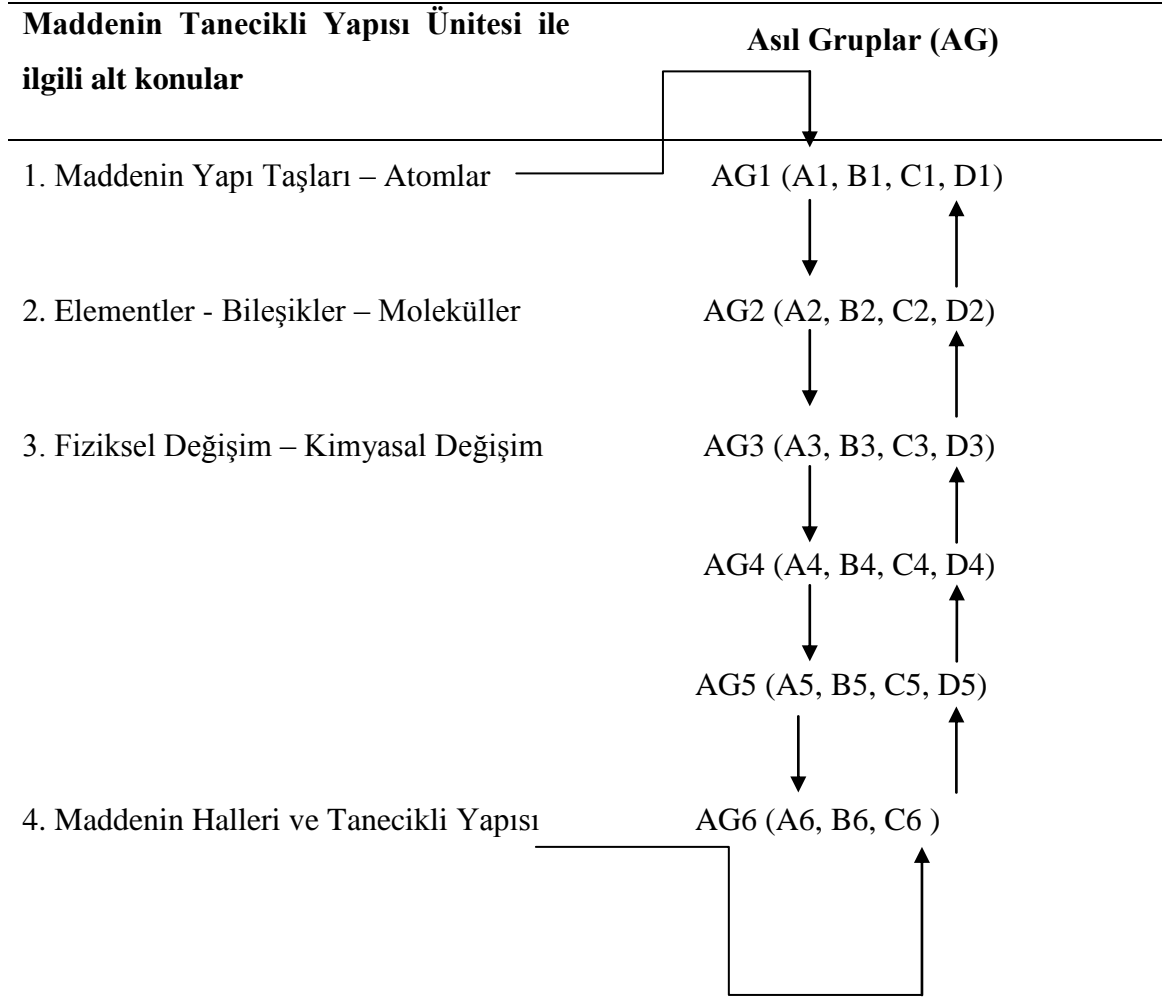 Maddenin Tanecikli Yapısı Ünitesi ile
ilgili alt konular
Asıl Gruplar (AG)
1. Maddenin Yapı Taşları – Atomlar
AG1 (A1, B1, C1, D1)
2. Elementler - Bileşikler – Moleküller
AG2 (A2, B2, C2, D2)
3. Fiziksel Değişim – Kimyasal Değişim
AG3 (A3, B3, C3, D3)
AG4 (A4, B4, C4, D4)
AG5 (A5, B5, C5, D5)
4. Maddenin Halleri ve Tanecikli Yapısı
AG6 (A6, B6, C6 )